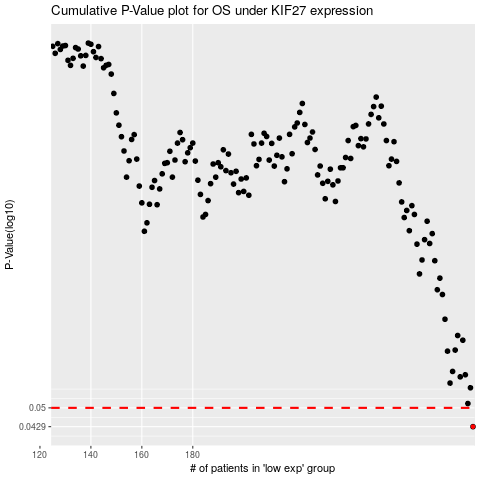 Cumulative P-Value plot for OS under KIF27 expression
P-Value(log10)
0.05
0.0429
120 140 160 180
# of patients in 'low exp' group